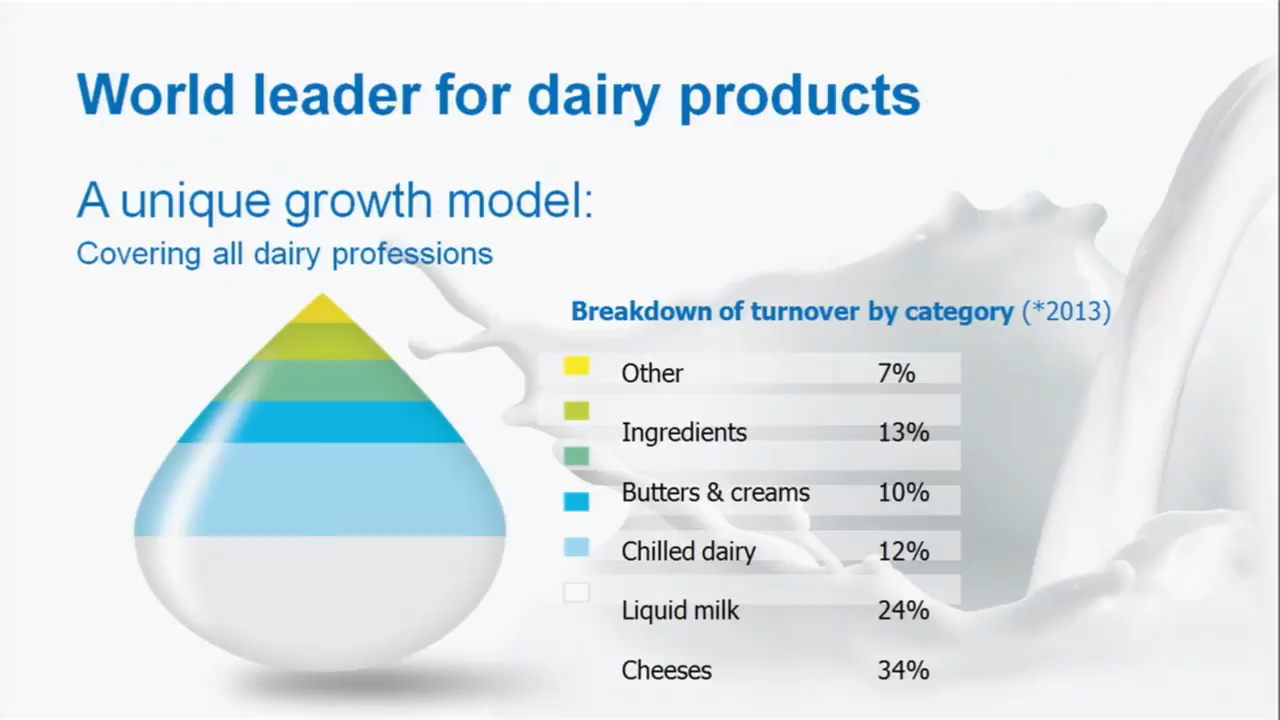 World leader for dairy products
A unique growth model:
Covering all dairy professions
Breakdown of turnover by category (*2013)
Other 7%
Ingredients 13%
Butters & creams 10%
Chilled dairy 12%
Liquid milk 24%
Cheeses 34%